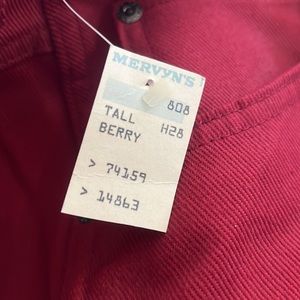 MERVYN'S
808
TALL H28
BERRY
> 74159
> 14863